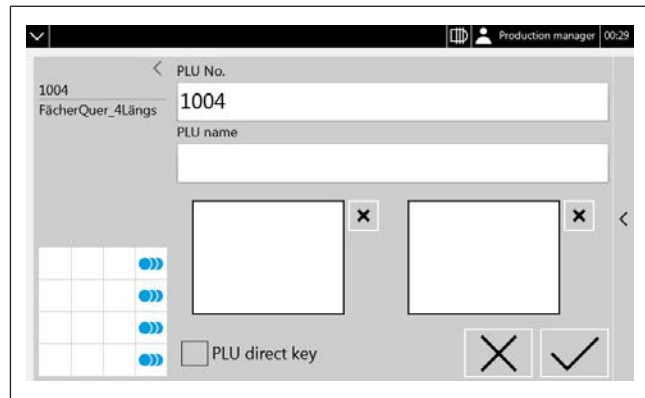 Production manager 00:29
PLU No.
1004
FächerQuer_4Längs
1004
PLU name
PLU direct key